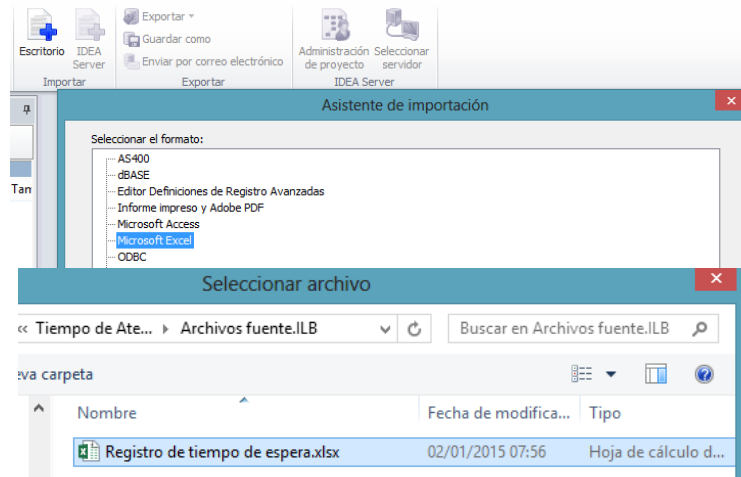 Exportar
Guardar como
Enviar por correo electrónico
Escritorio
IDEA Server
Administración de proyecto
Seleccionar servidor
Importar
Exportar
IDEA Server
Asistente de importación
Seleccionar el formato:
Tan
AS400
dBASE
Editor Definiciones de Registro Avanzadas
Informe impreso y Adobe PDF
Microsoft Access
Microsoft Excel
ODBC
Seleccionar archivo
« Tiempo de Ate... Archivos fuente.ILB
Buscar en Archivos fuente.ILB
eva carpeta
Nombre Fecha de modifica... Tipo
Registro de tiempo de espera.xlsx 02/01/2015 07:56 Hoja de cálculo d...